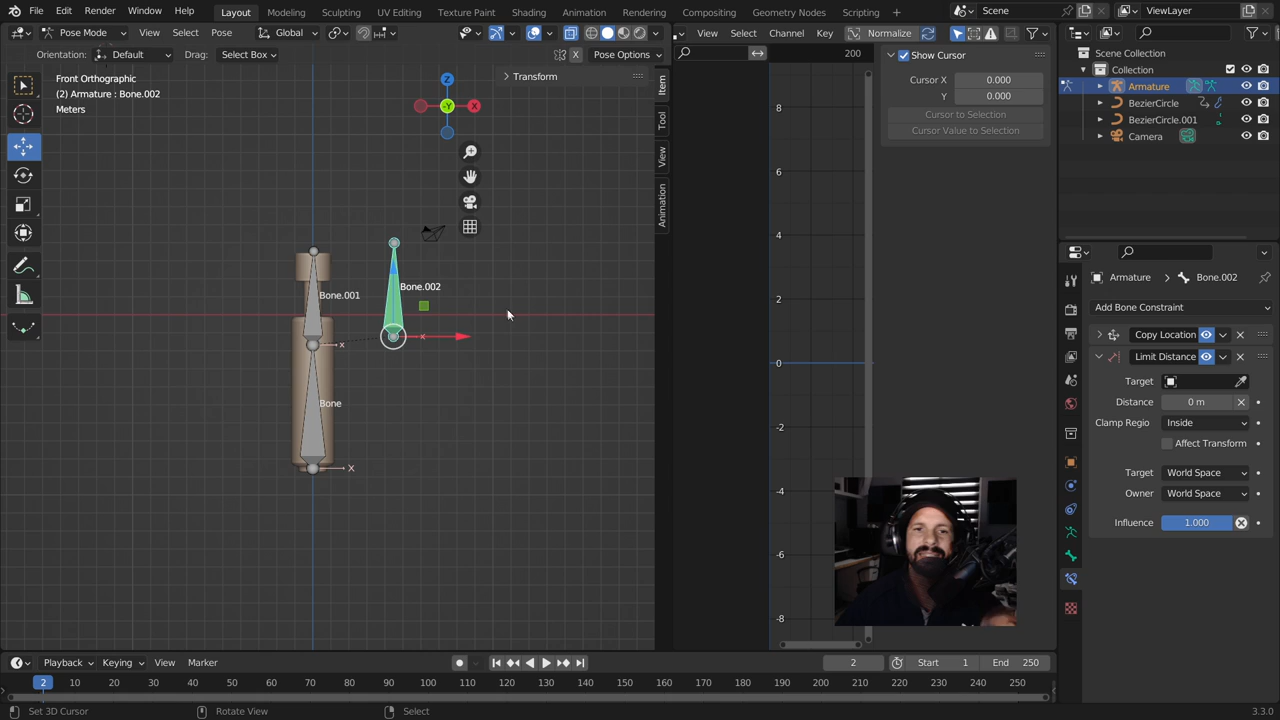 File Edit Render Window Help Layout Modeling Sculpting UV Editing Texture Paint Shading Animation Rendering Compositing Geometry Nodes Scripting Scene ViewLayer
Pose Mode View Select Pose Global View Select Channel Key Normalize
Orientation: Default Drag: Select Box Pose Options 200 Show Cursor Scene Collection
Collection
Front Orthographic
(2) Armature : Bone.002
Meters
Transform
Item
Tool
View
Animation
Z
-Y
X
Cursor X 0.000
Y 0.000
Cursor to Selection
Cursor Value to Selection
Armature
BezierCircle
BezierCircle.001
Camera
8
6
4
2
0
-2
-4
-6
-8
Bone.002
Bone.001
x
x
Bone
X
Armature Bone.002
Add Bone Constraint
Copy Location
Limit Distance
Target
Distance 0 m
Clamp Regio Inside
Affect Transform
Target World Space
Owner World Space
Influence 1.000
Playback Keying View Marker 2 Start 1 End 250
2 10 20 30 40 50 60 70 80 90 100 110 120 130 140 150 160 170 180 190 200 210 220 230 240 250
Set 3D Cursor Rotate View Select 3.3.0